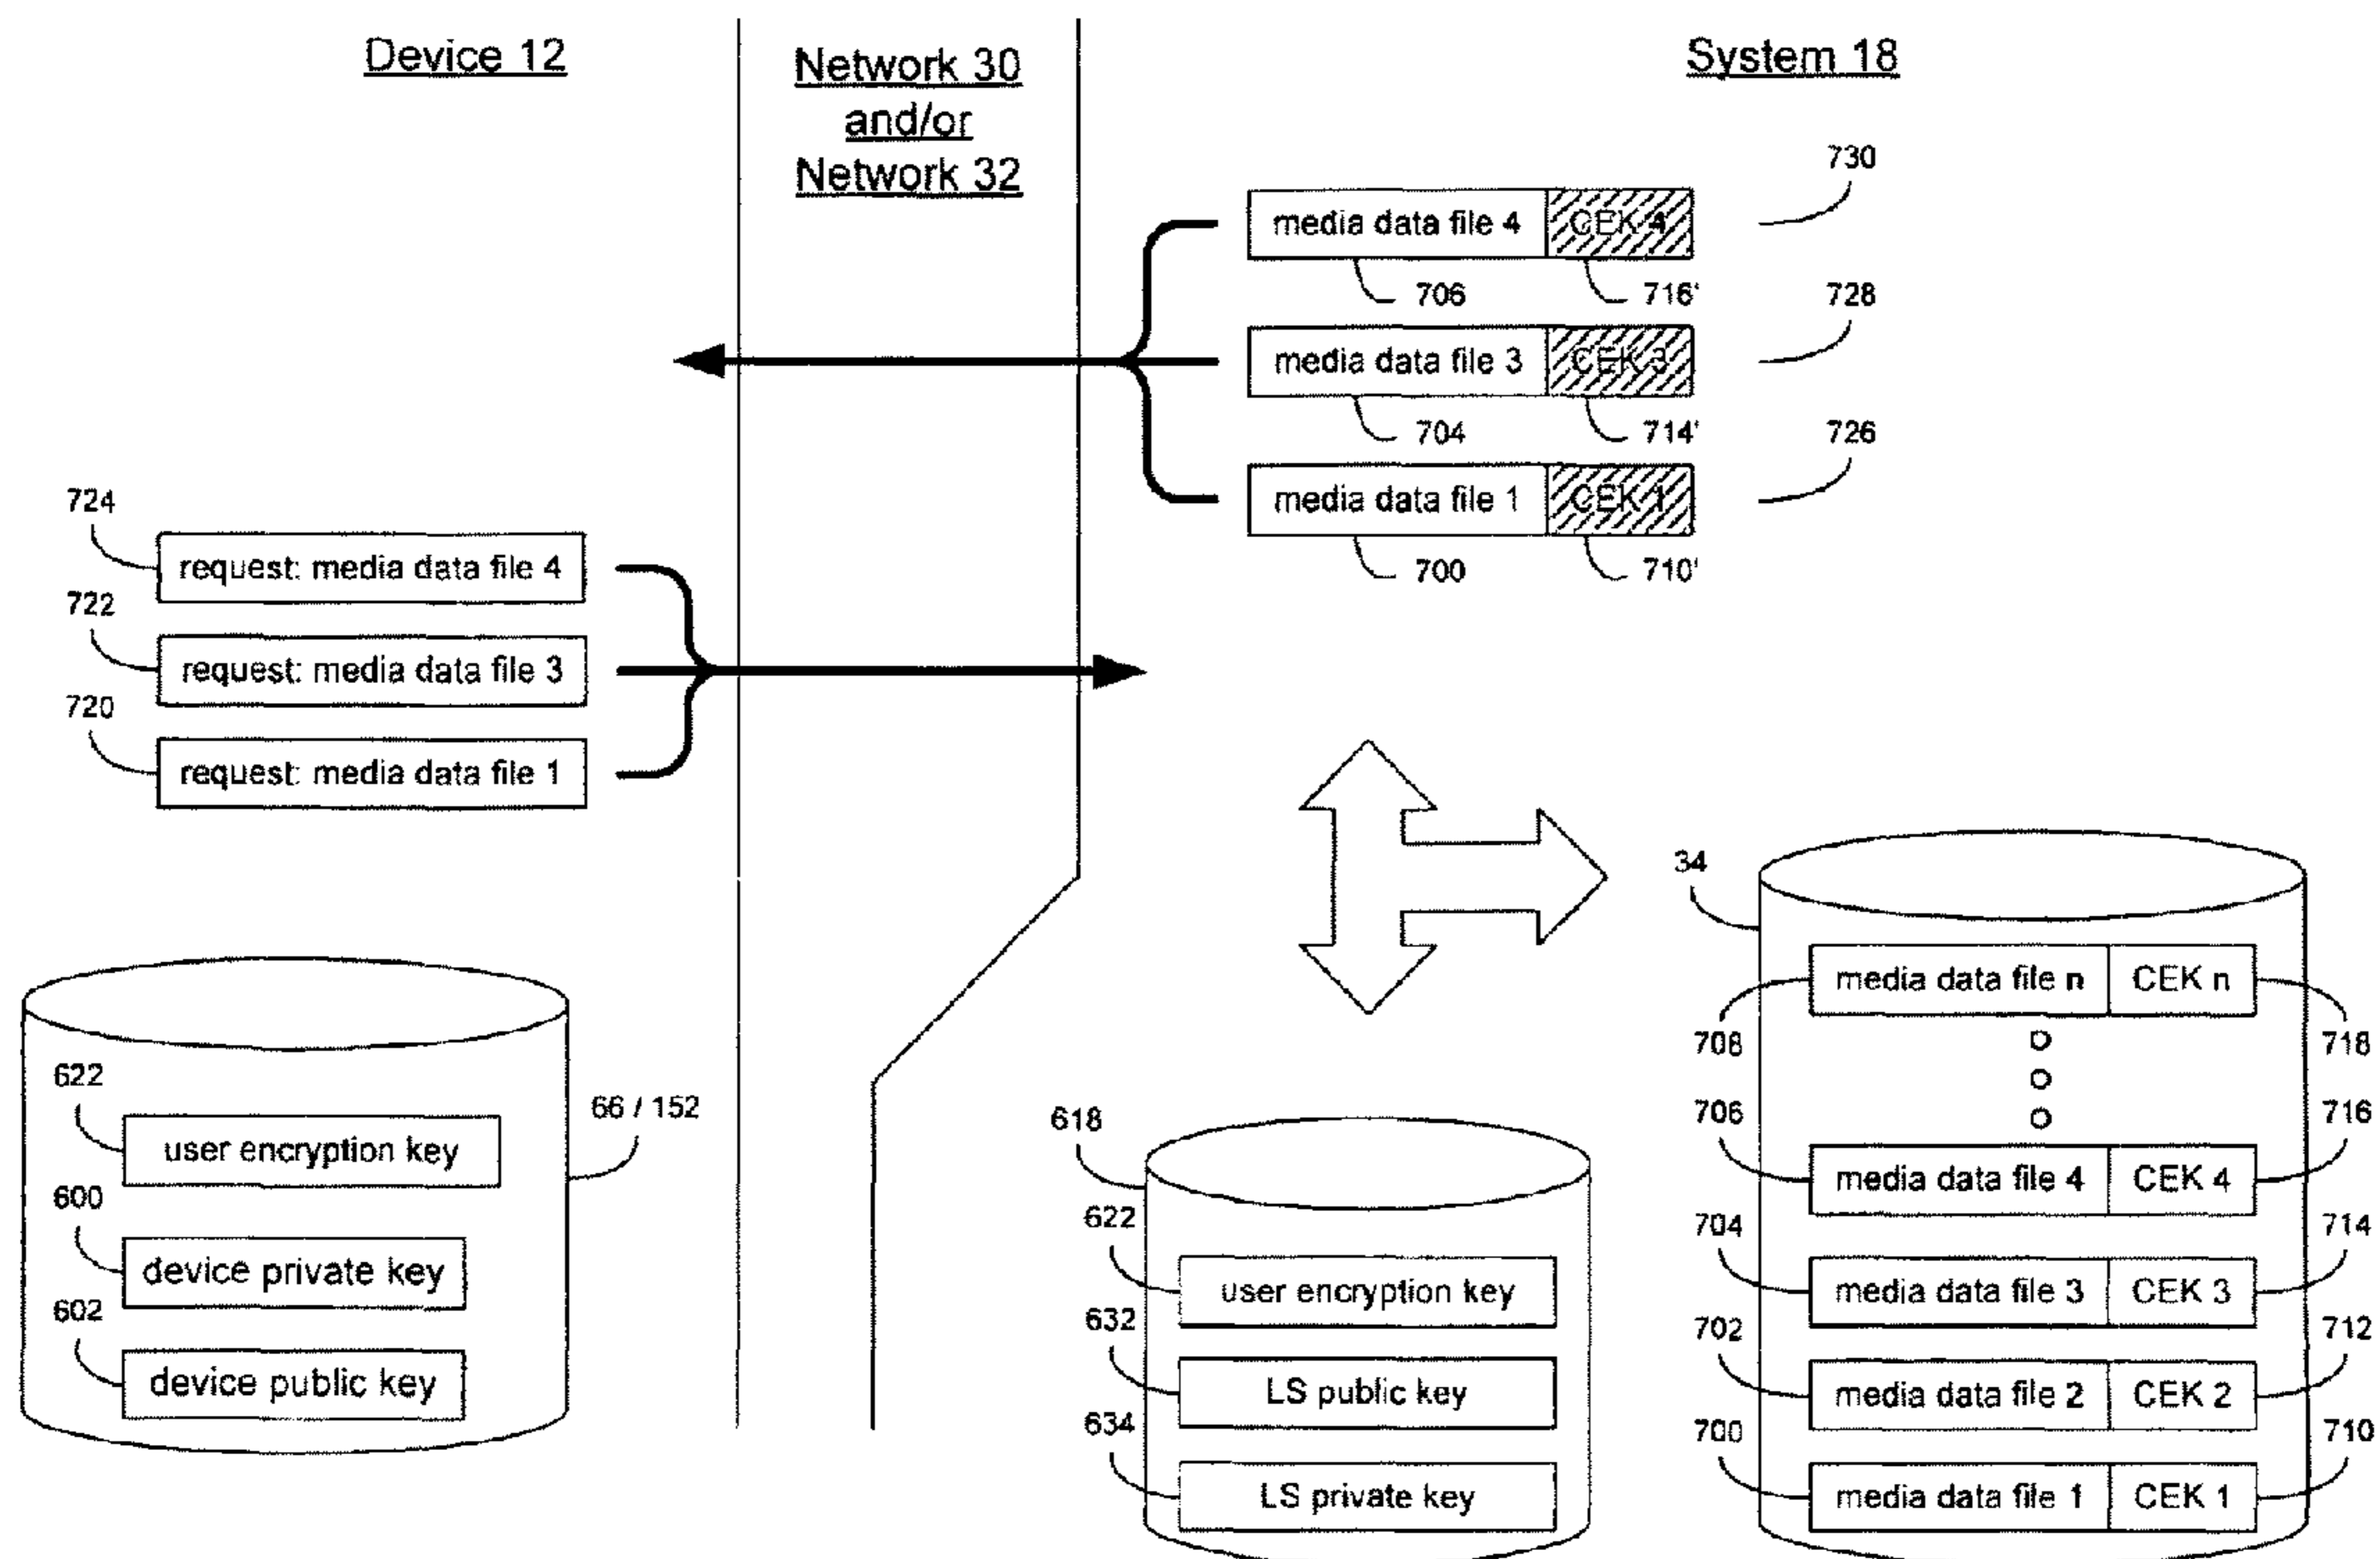 Device 12
Network 30
and/or
Network 32
System 18
730
media data file 4 CEK 4
706 716'
728
media data file 3 CEK 3
704 714'
726
media data file 1 CEK 1
700 710'
724
request: media data file 4
722
request: media data file 3
720
request: media data file 1
66 / 152
622
user encryption key
600
device private key
602
device public key
618
622
user encryption key
632
LS public key
634
LS private key
34
media data file n CEK n
708 718
706 716
media data file 4 CEK 4
704 714
media data file 3 CEK 3
702 712
media data file 2 CEK 2
700 710
media data file 1 CEK 1